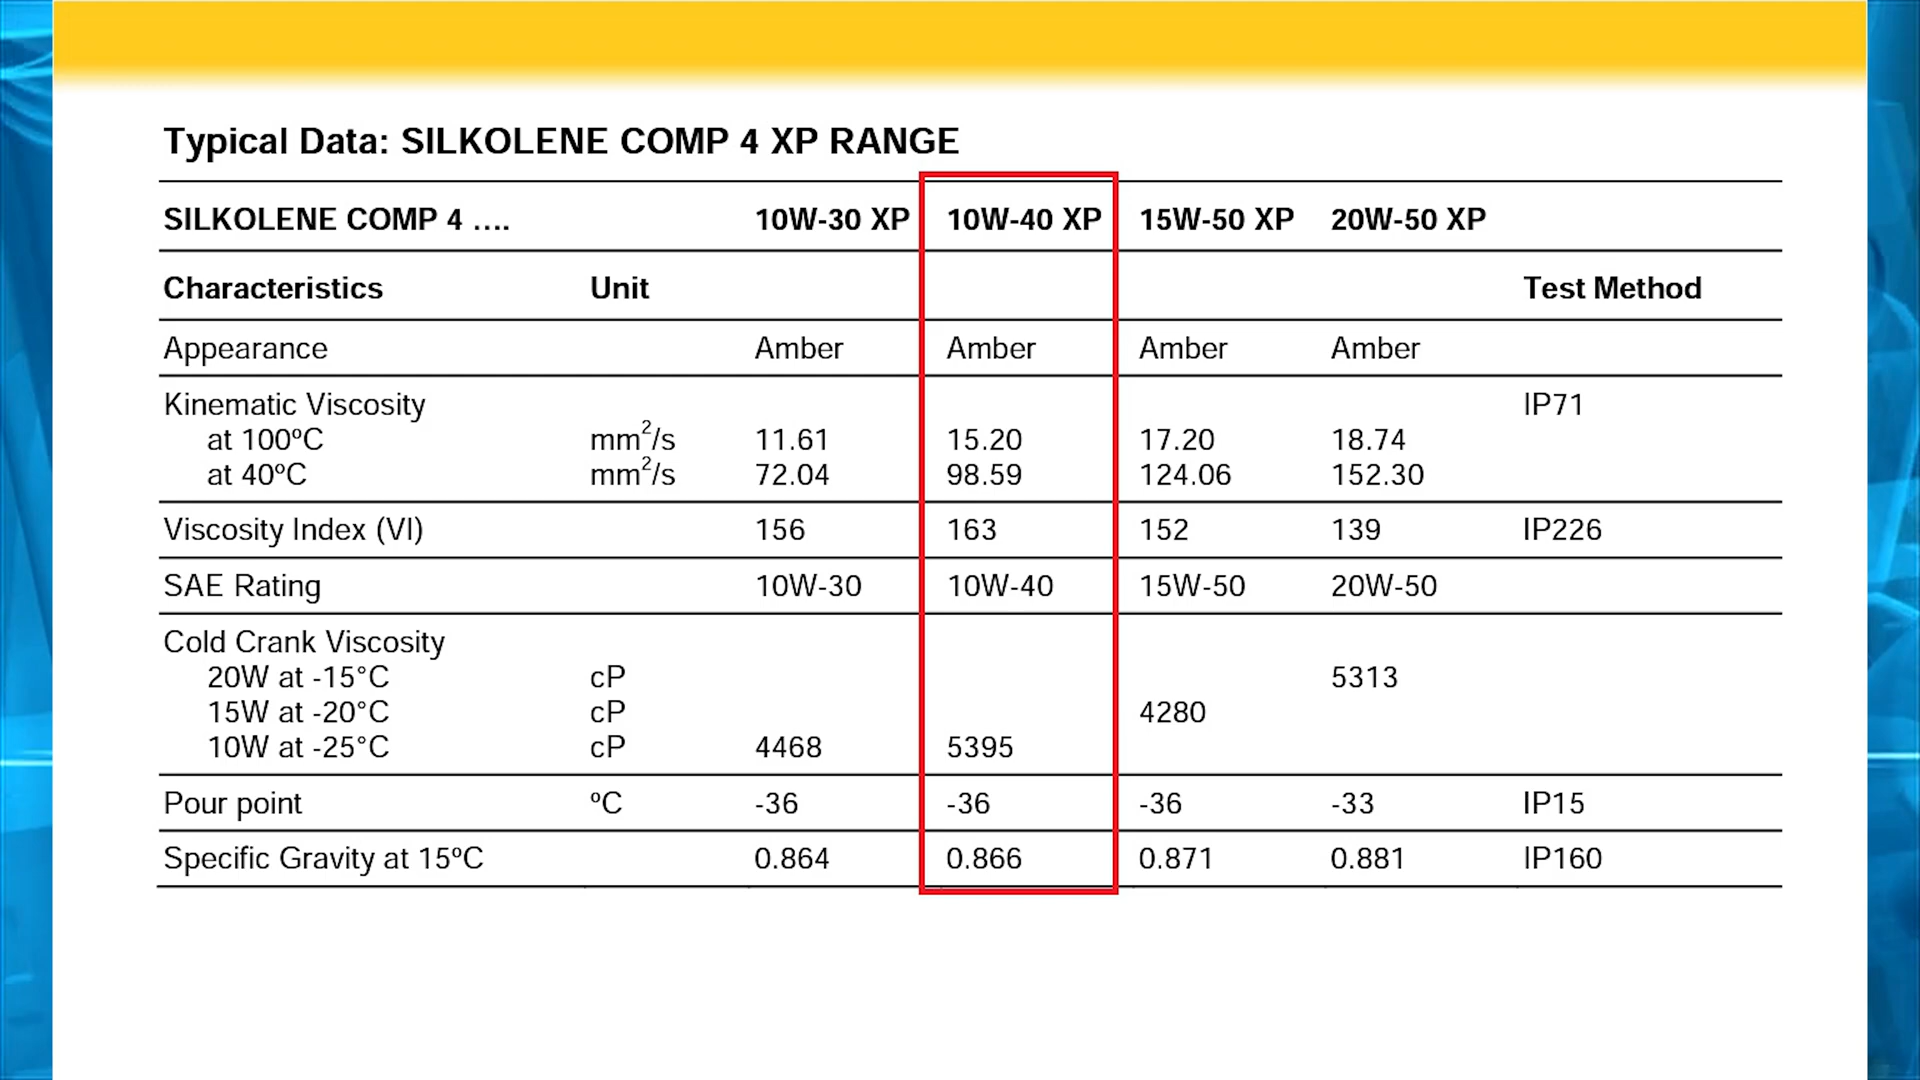 Typical Data: SILKOLENE COMP 4 XP RANGE
SILKOLENE COMP 4 .... 10W-30 XP 10W-40 XP 15W-50 XP 20W-50 XP
Characteristics Unit Test Method
Appearance Amber Amber Amber Amber
Kinematic Viscosity IP71
at 100ºC mm²/s 11.61 15.20 17.20 18.74
at 40ºC mm²/s 72.04 98.59 124.06 152.30
Viscosity Index (VI) 156 163 152 139 IP226
SAE Rating 10W-30 10W-40 15W-50 20W-50
Cold Crank Viscosity
20W at -15°C cP 5313
15W at -20°C cP 4280
10W at -25°C cP 4468 5395
Pour point ºC -36 -36 -36 -33 IP15
Specific Gravity at 15ºC 0.864 0.866 0.871 0.881 IP160